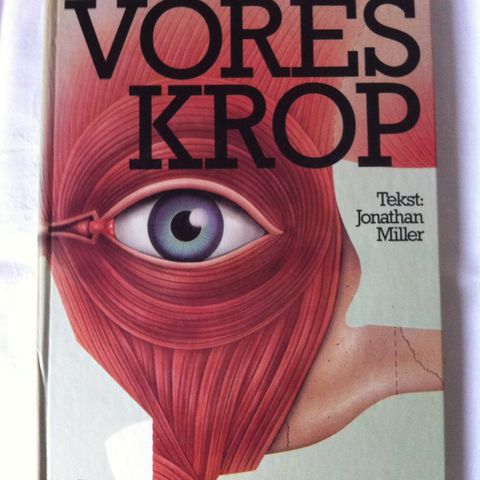 VORES
KROP
Tekst:
Jonathan
Miller